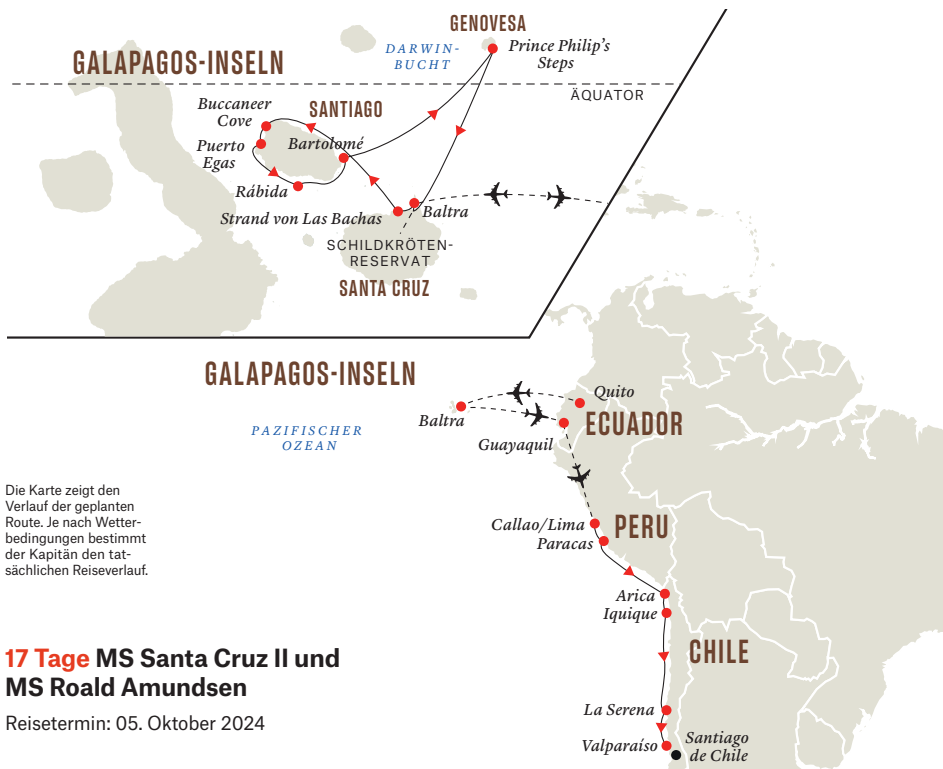 GENOVESA
DARWIN-
BUCHT
Prince Philip's
Steps
GALAPAGOS-INSELN
ÄQUATOR
Buccaneer
Cove
SANTIAGO
Puerto
Egas
Bartolomé
Rábida
Strand von Las Bachas
Baltra
SCHILDKRÖTEN-
RESERVAT
SANTA CRUZ
GALAPAGOS-INSELN
Quito
Baltra
ECUADOR
PAZIFISCHER
OZEAN
Guayaquil
Die Karte zeigt den
Verlauf der geplanten
Route. Je nach Wetter-
bedingungen bestimmt
der Kapitän den tat-
sächlichen Reiseverlauf.
Callao/Lima
PERU
Paracas
Arica
Iquique
CHILE
17 Tage MS Santa Cruz II und
MS Roald Amundsen
Reisetermin: 05. Oktober 2024
La Serena
Valparaíso
Santiago
de Chile